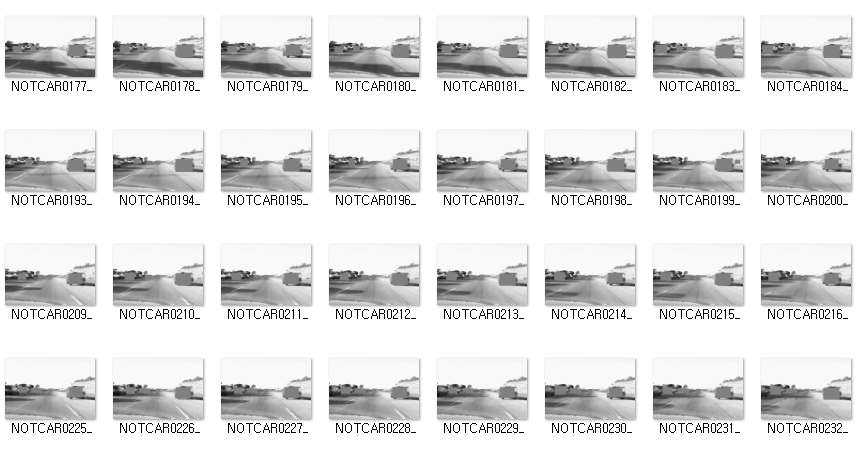 NOTCAR0177_ NOTCAR0178_ NOTCAR0179_ NOTCAR0180_ NOTCAR0181_ NOTCAR0182_ NOTCAR0183_ NOTCAR0184_
NOTCAR0193_ NOTCAR0194_ NOTCAR0195_ NOTCAR0196_ NOTCAR0197_ NOTCAR0198_ NOTCAR0199_ NOTCAR0200_
NOTCAR0209_ NOTCAR0210_ NOTCAR0211_ NOTCAR0212_ NOTCAR0213_ NOTCAR0214_ NOTCAR0215_ NOTCAR0216_
NOTCAR0225_ NOTCAR0226_ NOTCAR0227_ NOTCAR0228_ NOTCAR0229_ NOTCAR0230_ NOTCAR0231_ NOTCAR0232_